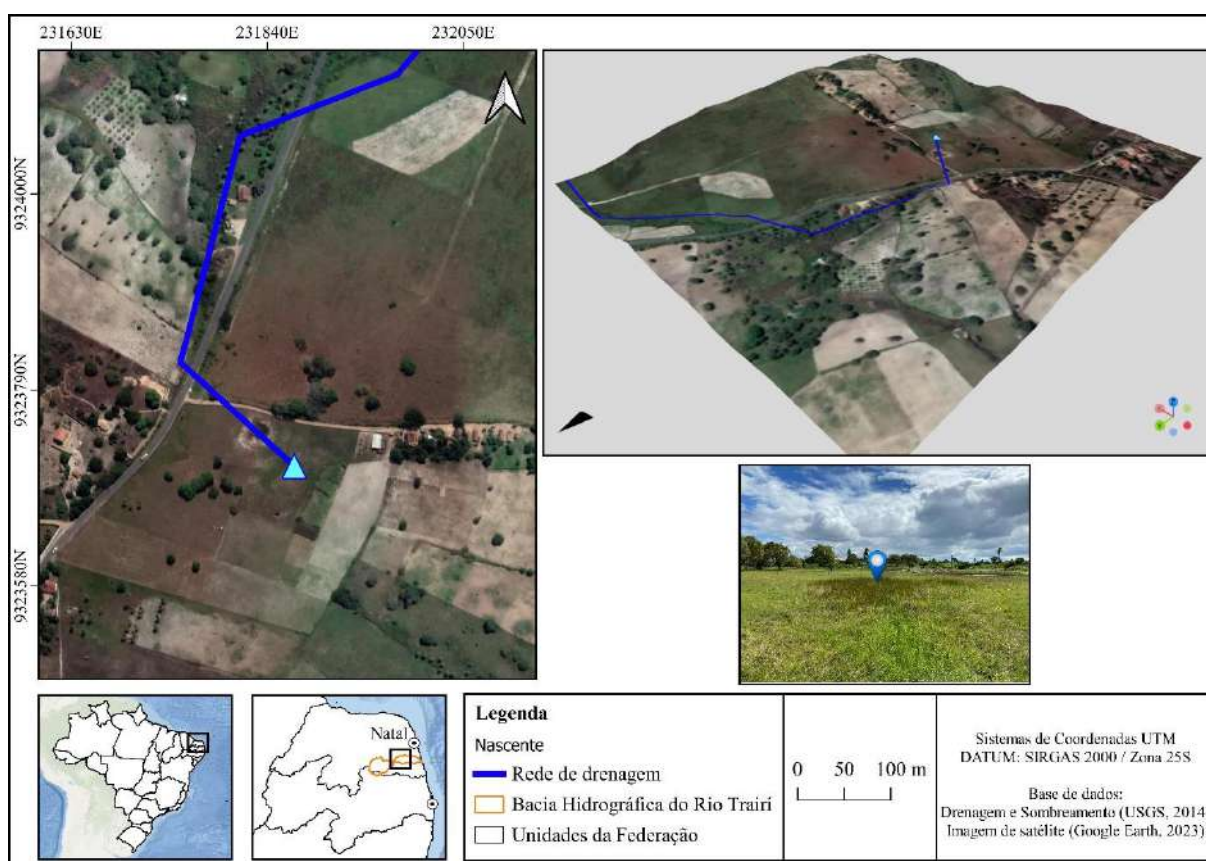 231630E
231840E
232050E
9324000N
9323790N
9323580N
Natal
Legenda
Nascente
Rede de drenagem
Bacia Hidrográfica do Rio Trairí
Unidades da Federação
0 50 100 m
Sistemas de Coordenadas UTM
DATUM: SIRGAS 2000 / Zona 25S
Base de dados:
Drenagem e Sombreamento (USGS, 2014
Imagem de satélite (Google Earth, 2023)